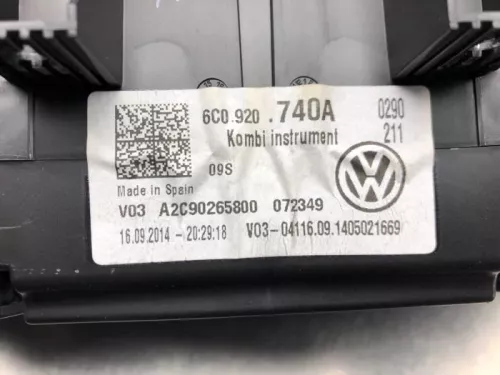 6C0.920 .740A 0290
Kombi instrument 211
09S
Made in Spain
V03 A2C90265800 072349
16.09.2014 - 20:29:18 V03-04116.09.1405021669